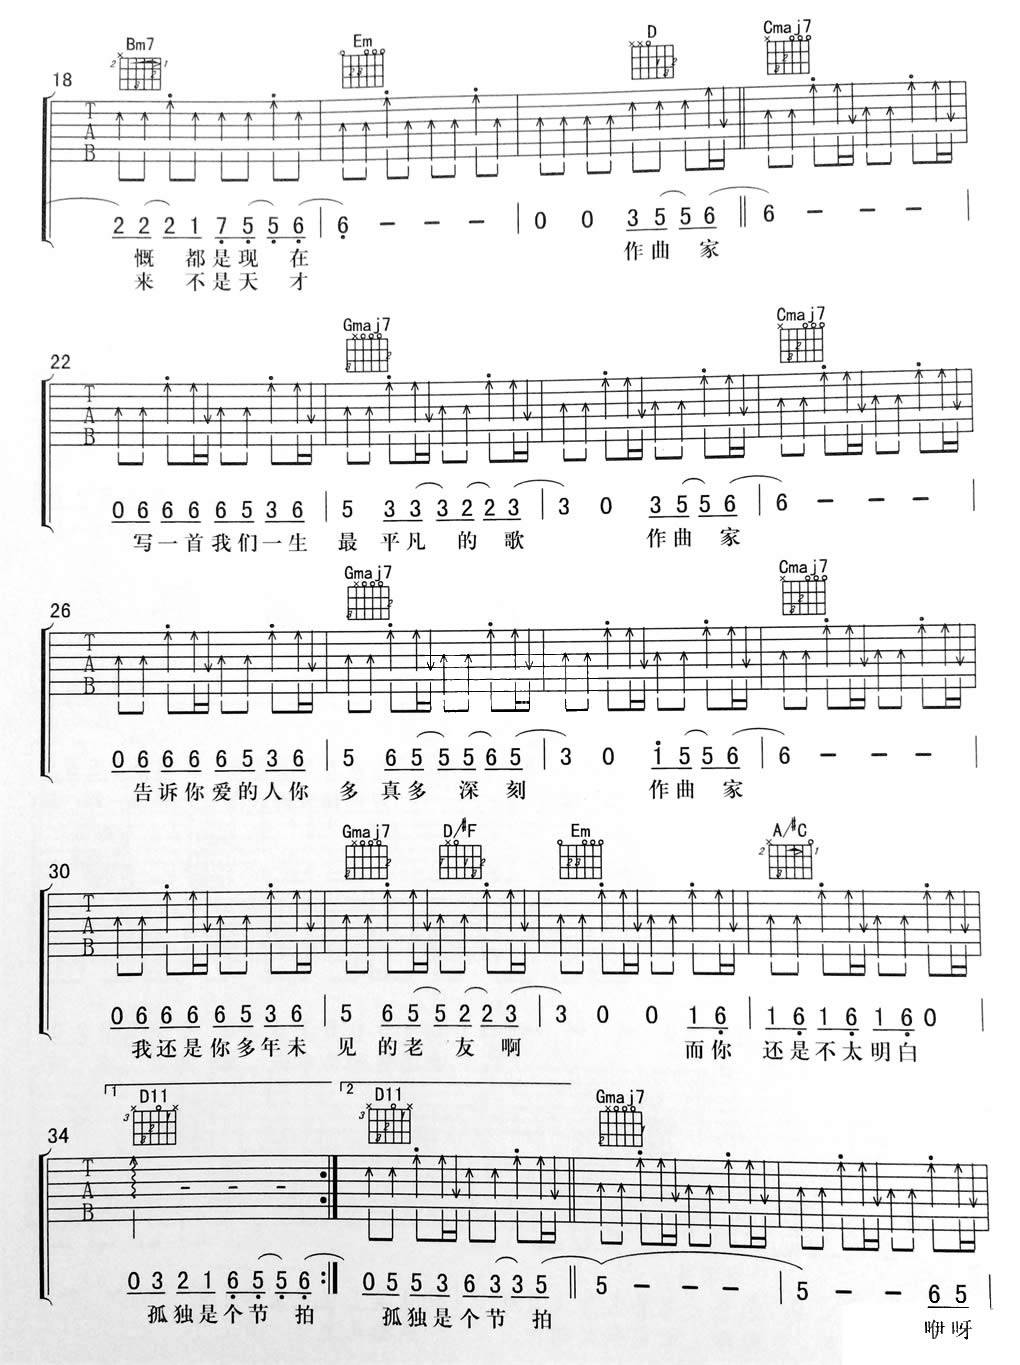 Bm7 Em D Cmaj7
18
T
A
B
2 2 2 1 7 5 5 6 | 6 - - - | 0 0 3 5 5 6 || 6 - - - |
慨 都是现 在 作曲 家
来 不是天 才
Gmaj7 Cmaj7
22
T
A
B
0 6 6 6 6 5 3 6 | 5 3 3 3 2 2 3 | 3 0 3 5 5 6 | 6 - - - |
写一首我们一生 最 平凡 的 歌 作曲 家
Gmaj7 Cmaj7
26
T
A
B
0 6 6 6 6 5 3 6 | 5 6 5 5 5 6 5 | 3 0 1 5 5 6 | 6 - - - |
告诉你爱的人你 多 真多 深 刻 作曲 家
Gmaj7 D/#F Em A/#C
30
T
A
B
0 6 6 6 6 5 3 6 | 5 6 5 5 2 2 3 | 3 0 0 1 6 | 1 6 1 6 1 6 0 |
我还是你多年未 见 的老 友 啊 而你 还是不太明白
1 D11 2 D11 Gmaj7
34
T
A
B
0 3 2 1 6 5 5 6 :|| 0 5 5 3 6 3 3 5 || 5 - - - | 5 6 5 |
孤独是个节 拍 孤独是个节 拍 咿呀